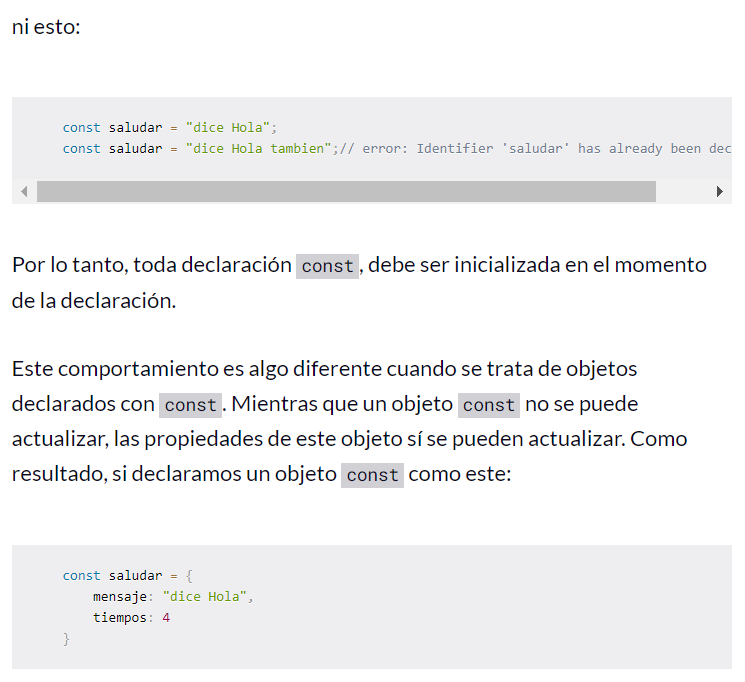 ni esto:
const saludar = "dice Hola";
const saludar = "dice Hola tambien";// error: Identifier 'saludar' has already been dec
Por lo tanto, toda declaración const, debe ser inicializada en el momento
de la declaración.
Este comportamiento es algo diferente cuando se trata de objetos
declarados con const. Mientras que un objeto const no se puede
actualizar, las propiedades de este objeto sí se pueden actualizar. Como
resultado, si declaramos un objeto const como este:
const saludar = {
    mensaje: "dice Hola",
    tiempos: 4
}